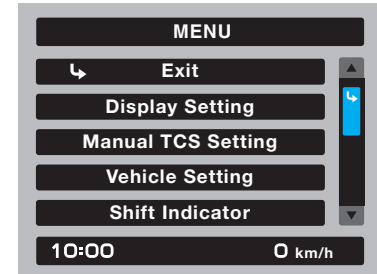 MENU
Exit
Display Setting
Manual TCS Setting
Vehicle Setting
Shift Indicator
10:00 0 km/h